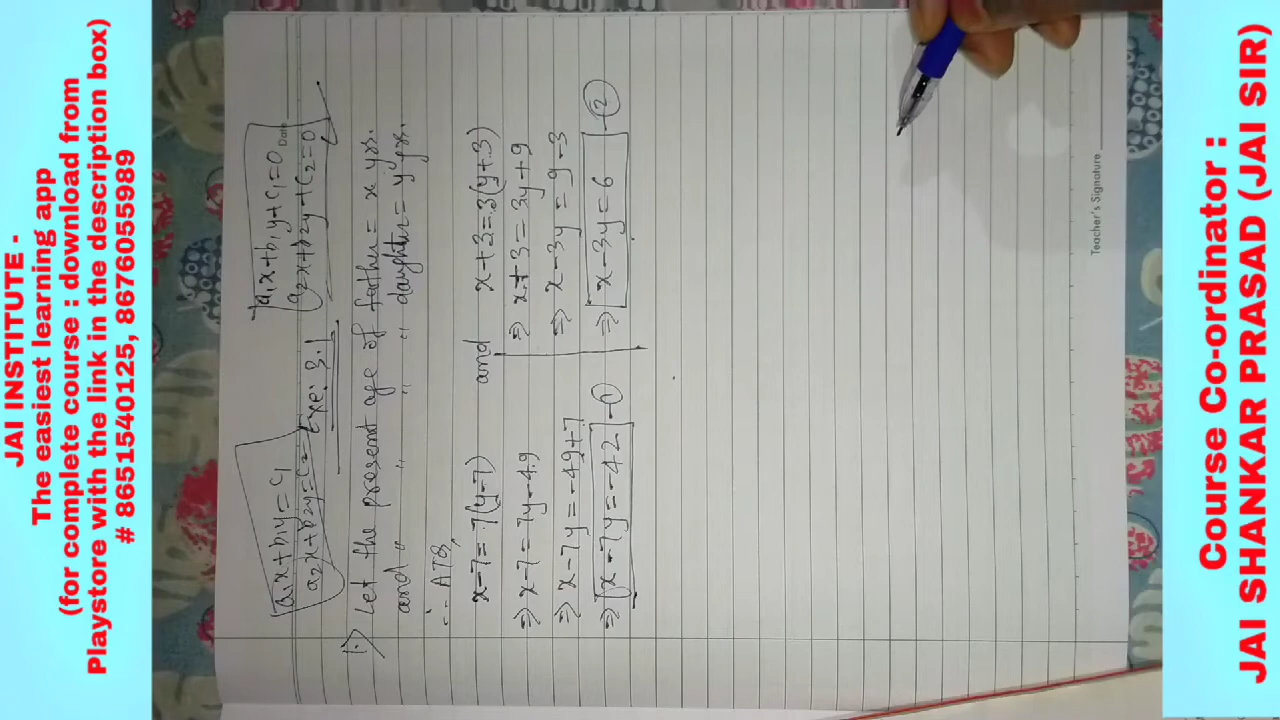 JAI INSTITUTE -
The easiest learning app
(for complete course : download from
Playstore with the link in the description box)
# 8651540125, 8676055989
a₁x+b₁y=c₁
a₂x+b₂y=c₂
a₁x+b₁y+c₁=0
Date
a₂x+b₂y+c₂=0
Exe: 3.1
1.) Let the present age of father = x yrs.
and " " " " daughter = y yrs.
∴ ATQ,
x-7=7(y-7) and x+3=3(y+3)
⇒ x-7=7y-49 ⇒ x+3=3y+9
⇒ x-7y=-49+7 ⇒ x-3y=9-3
⇒ x-7y=-42 -① ⇒ x-3y=6 -②
Teacher's Signature
Course Co-ordinator :
JAI SHANKAR PRASAD (JAI SIR)